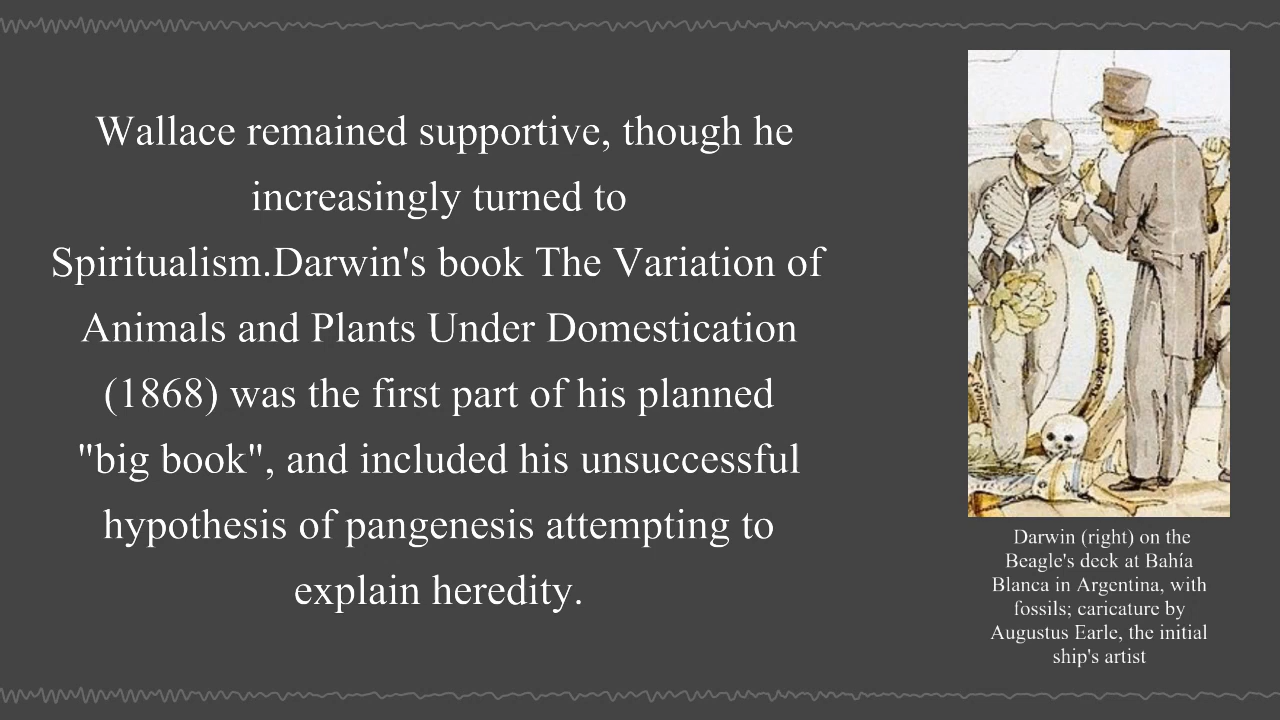 Wallace remained supportive, though he
increasingly turned to
Spiritualism.Darwin's book The Variation of
Animals and Plants Under Domestication
(1868) was the first part of his planned
"big book", and included his unsuccessful
hypothesis of pangenesis attempting to
explain heredity.
Darwin (right) on the
Beagle's deck at Bahía
Blanca in Argentina, with
fossils; caricature by
Augustus Earle, the initial
ship's artist